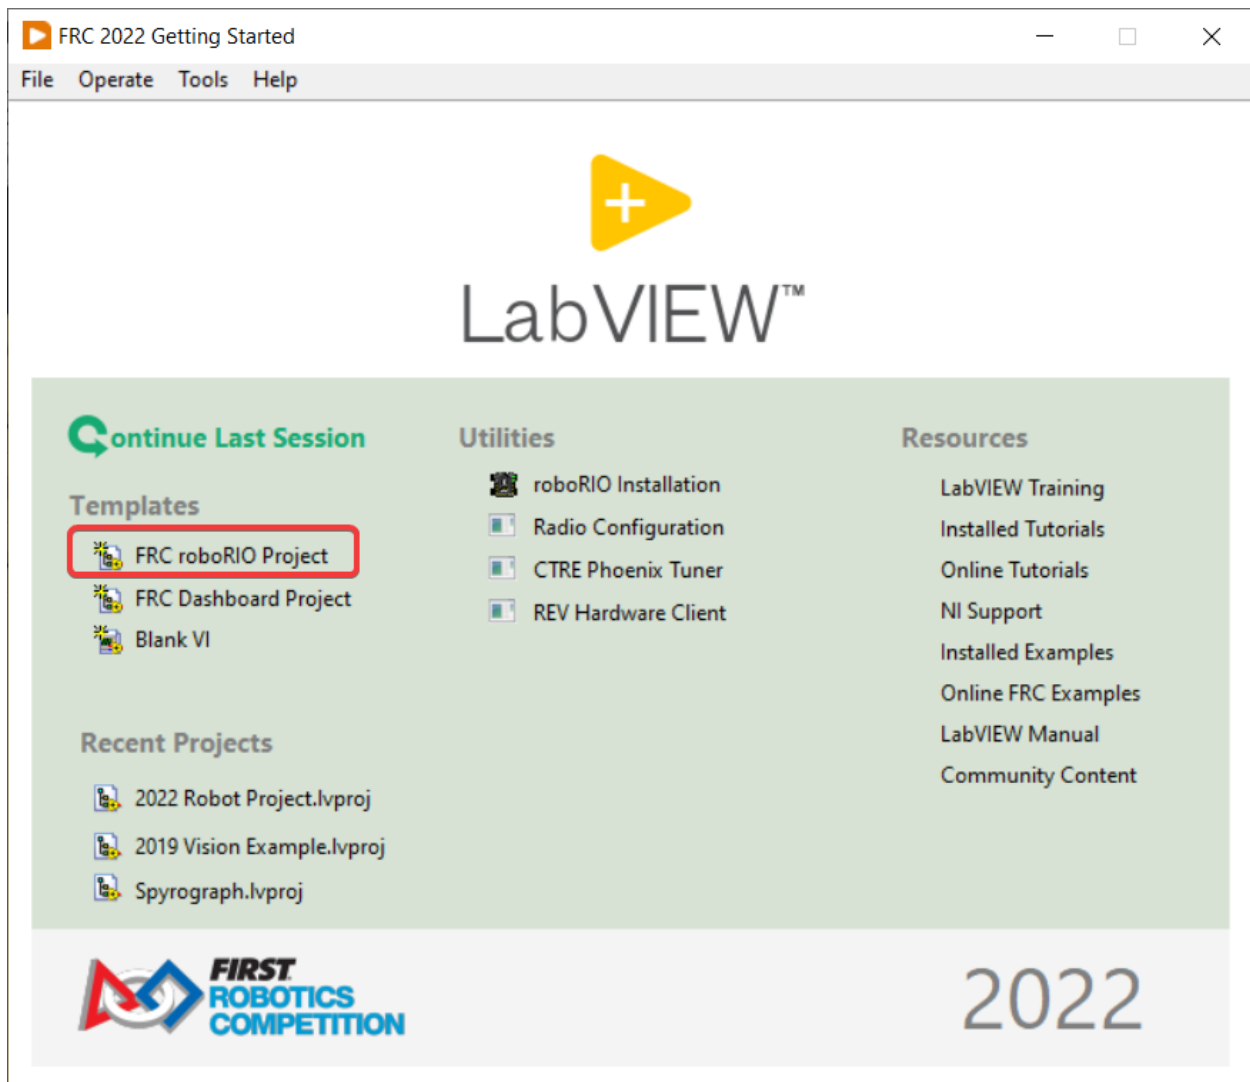 FRC 2022 Getting Started
File Operate Tools Help
LabVIEW™
Continue Last Session
Templates
FRC roboRIO Project
FRC Dashboard Project
Blank VI
Recent Projects
2022 Robot Project.lvproj
2019 Vision Example.lvproj
Spyrograph.lvproj
Utilities
roboRIO Installation
Radio Configuration
CTRE Phoenix Tuner
REV Hardware Client
Resources
LabVIEW Training
Installed Tutorials
Online Tutorials
NI Support
Installed Examples
Online FRC Examples
LabVIEW Manual
Community Content
FIRST
ROBOTICS
COMPETITION
2022